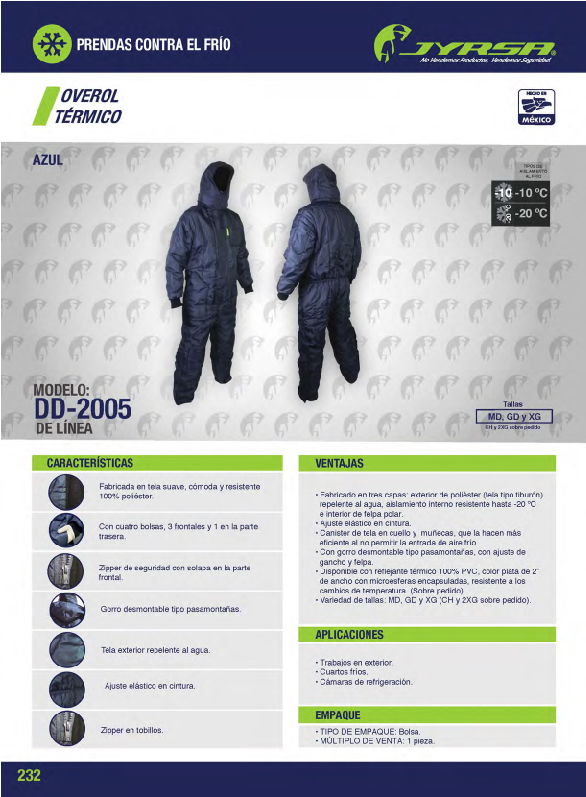 PRENDAS CONTRA EL FRÍO
JYRSA®
No Vendemos Productos, Vendemos Seguridad
OVEROL
TÉRMICO
HECHO EN
MÉXICO
AZUL
TIPOS DE
AISLAMIENTO
AL FRÍO
-10 -10 ºC
-20 ºC
MODELO:
DD-2005
DE LÍNEA
Tallas
MD, GD y XG
CH y 2XG sobre pedido
CARACTERÍSTICAS
Fabricada en tela suave, cómoda y resistente
100% poliéster.
Con cuatro bolsas, 3 frontales y 1 en la parte
trasera.
Zipper de seguridad con solapa en la parte
frontal.
Gorro desmontable tipo pasamontañas.
Tela exterior repelente al agua.
Ajuste elástico en cintura.
Zipper en tobillos.
VENTAJAS
• Fabricado en tres capas: exterior de poliéster (tela tipo tiburón)
repelente al agua, aislamiento interno resistente hasta -20 ºC
e interior de felpa polar.
• Ajuste elástico en cintura.
• Canister de tela en cuello y muñecas, que la hacen más
eficiente al no permitir la entrada de aire frío.
• Con gorro desmontable tipo pasamontañas, con ajuste de
gancho y felpa.
• Disponible con reflejante térmico 100% PVC, color plata de 2"
de ancho con microesferas encapsuladas, resistente a los
cambios de temperatura. (Sobre pedido).
• Variedad de tallas: MD, GD y XG (CH y 2XG sobre pedido).
APLICACIONES
• Trabajos en exterior.
• Cuartos fríos.
• Cámaras de refrigeración.
EMPAQUE
• TIPO DE EMPAQUE: Bolsa.
• MÚLTIPLO DE VENTA: 1 pieza.
232